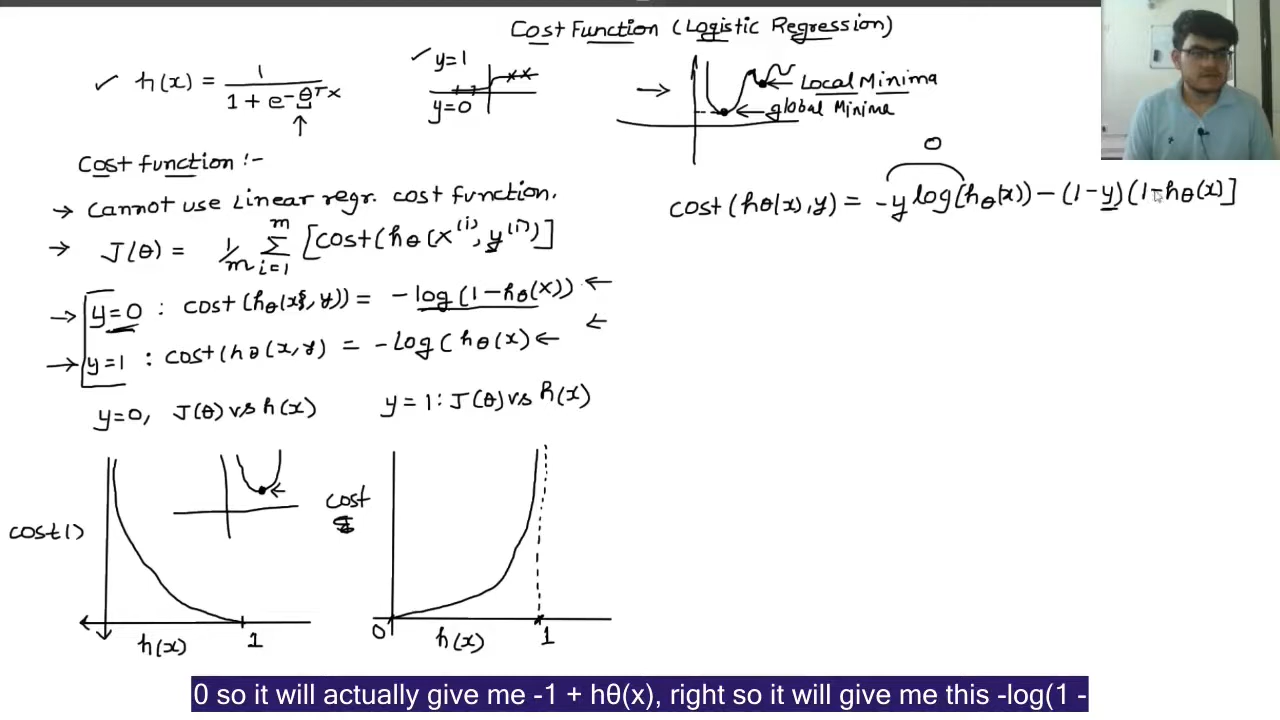 Cost Function (Logistic Regression)
h(x) = 1 / 1 + e^-θᵀx
y=1
y=0
Local Minima
global Minima
Cost function :-
→ Cannot use Linear regr. cost function.
→ J(θ) = 1/m m Σ i=1 [cost(hθ(x⁽ⁱ⁾, y⁽ⁱ⁾)]
→ y=0 : cost(hθ(x), y)) = -log(1-hθ(x)) ←
→ y=1 : cost(hθ(x, y) = -Log(hθ(x) ←
0
cost(hθ(x), y) = -y log(hθ(x)) - (1-y)(1-hθ(x)]
y=0, J(θ) vs h(x)
y=1: J(θ) vs h(x)
cost()
h(x)
1
cost
0
h(x)
1
0 so it will actually give me -1 + hθ(x), right so it will give me this -log(1 -